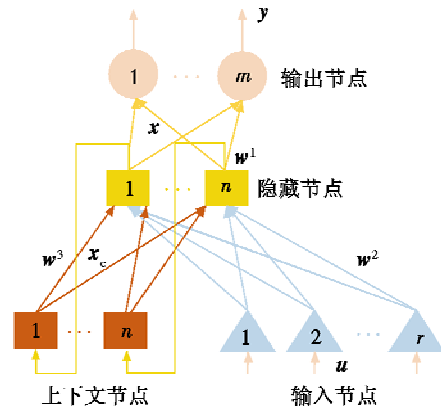 y
1 ··· m 输出节点
x
w¹
1 ··· n 隐藏节点
w³ x_c w²
1 ··· n 1 2 ··· r
u
上下文节点 输入节点